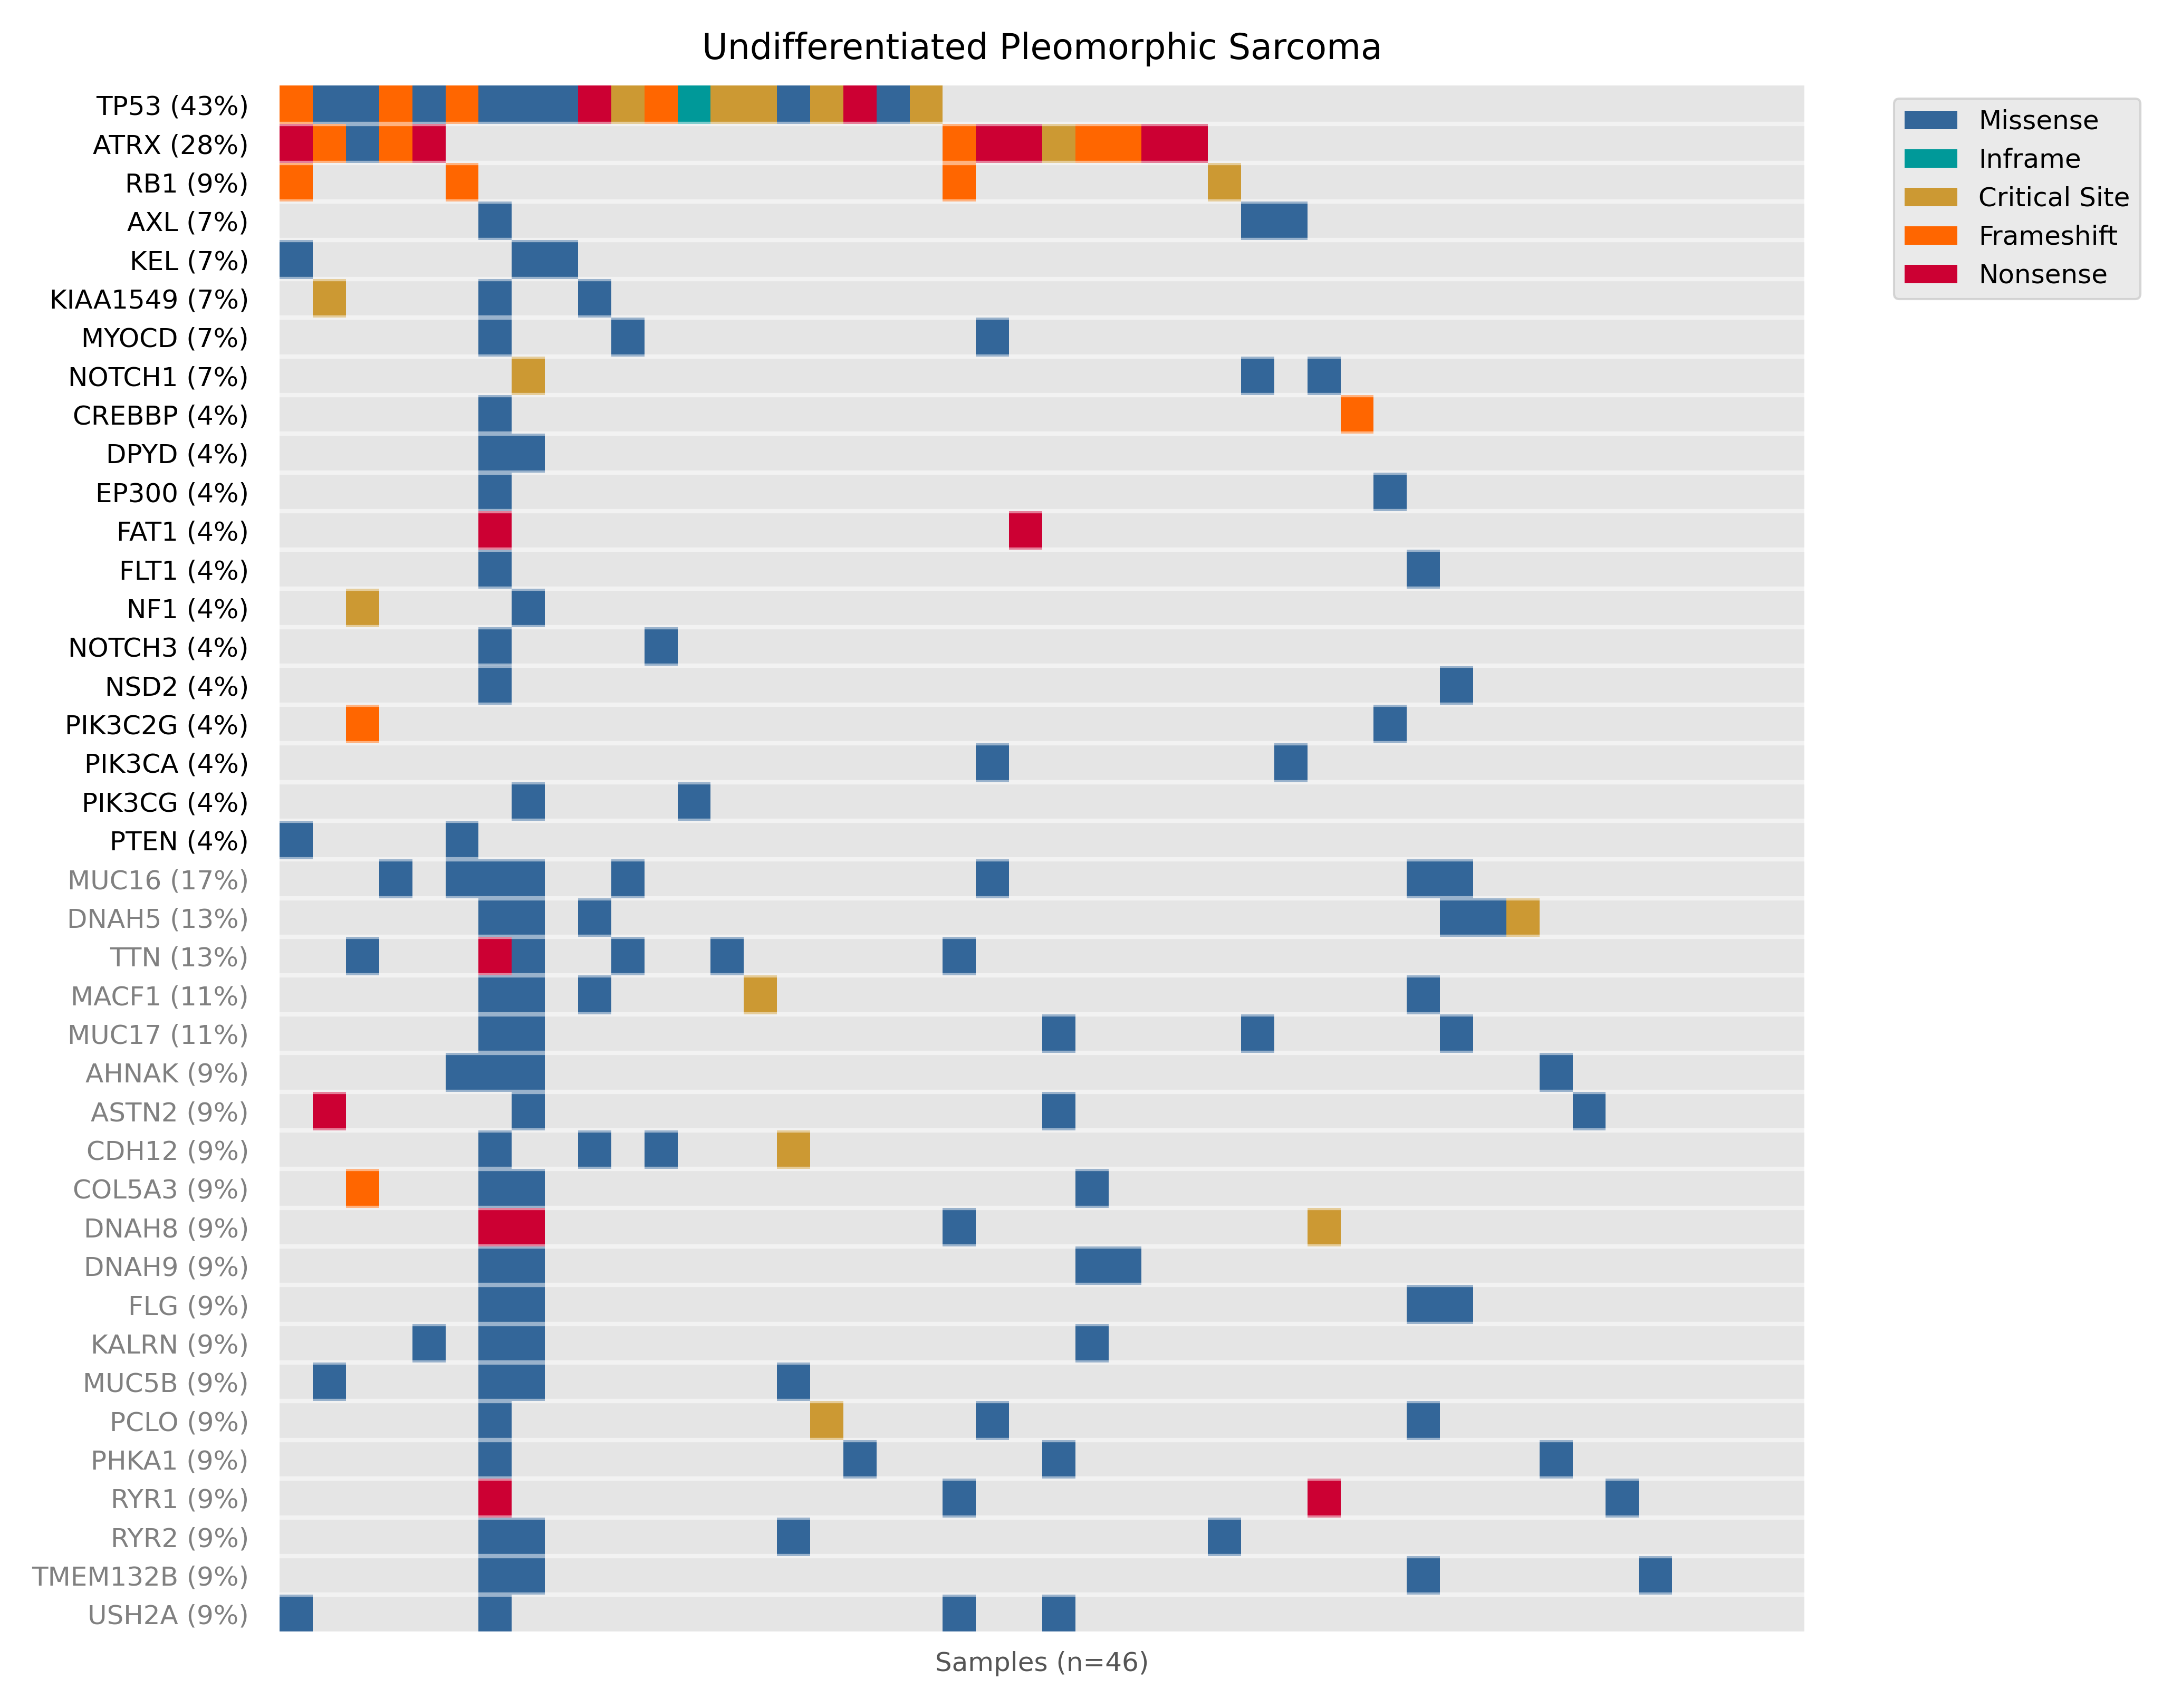 Undifferentiated Pleomorphic Sarcoma
TP53 (43%)
ATRX (28%)
RB1 (9%)
AXL (7%)
KEL (7%)
KIAA1549 (7%)
MYOCD (7%)
NOTCH1 (7%)
CREBBP (4%)
DPYD (4%)
EP300 (4%)
FAT1 (4%)
FLT1 (4%)
NF1 (4%)
NOTCH3 (4%)
NSD2 (4%)
PIK3C2G (4%)
PIK3CA (4%)
PIK3CG (4%)
PTEN (4%)
MUC16 (17%)
DNAH5 (13%)
TTN (13%)
MACF1 (11%)
MUC17 (11%)
AHNAK (9%)
ASTN2 (9%)
CDH12 (9%)
COL5A3 (9%)
DNAH8 (9%)
DNAH9 (9%)
FLG (9%)
KALRN (9%)
MUC5B (9%)
PCLO (9%)
PHKA1 (9%)
RYR1 (9%)
RYR2 (9%)
TMEM132B (9%)
USH2A (9%)
Samples (n=46)
Missense
Inframe
Critical Site
Frameshift
Nonsense